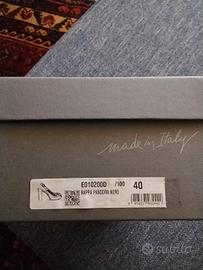 made in Italy
E010200D /100 40
NAPPA PANDORA NERO
subito